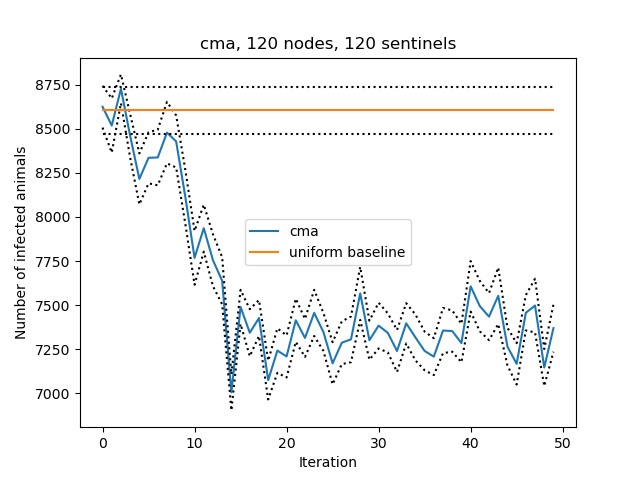 cma, 120 nodes, 120 sentinels
Number of infected animals
8750
8500
8250
8000
7750
7500
7250
7000
cma
uniform baseline
0 10 20 30 40 50
Iteration